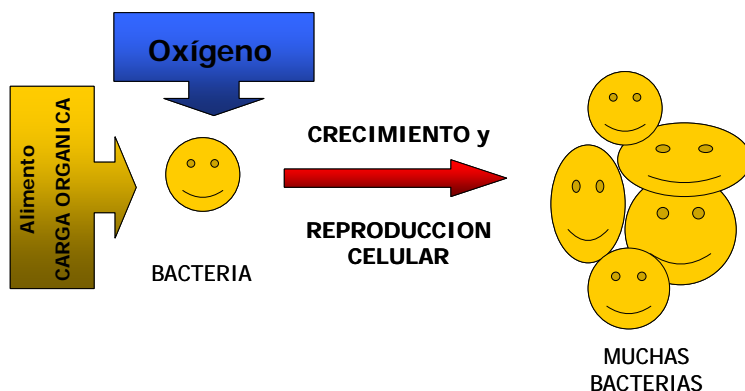 Oxígeno
Alimento
CARGA ORGANICA
BACTERIA
CRECIMIENTO y
REPRODUCCION
CELULAR
MUCHAS
BACTERIAS